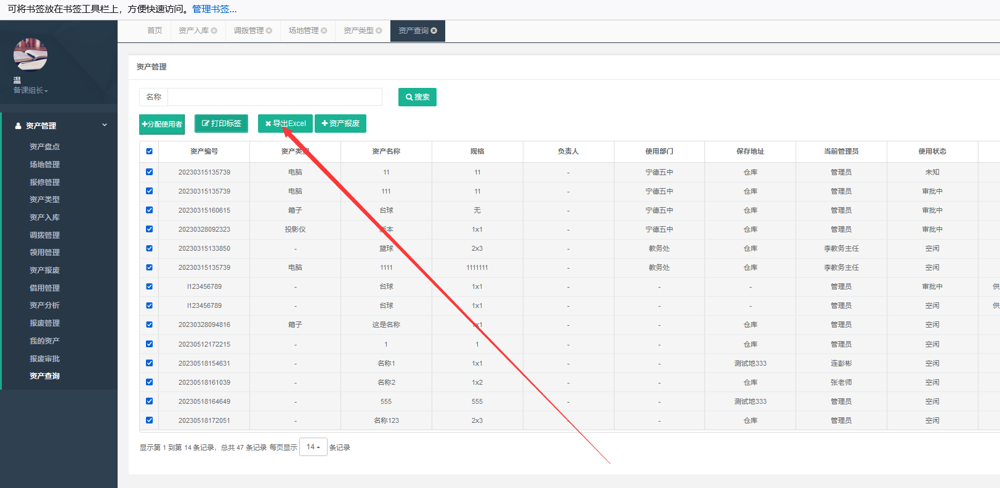 可将书签放在书签工具栏上，方便快速访问。管理书签...
首页 资产入库 调拨管理 场地管理 资产类型 资产查询
温
备课组长
资产管理
资产盘点
场地管理
报修管理
资产类型
资产入库
调拨管理
领用管理
资产报废
借用管理
资产分析
报废管理
我的资产
报废审批
资产查询
资产管理
名称 搜索
分配使用者 打印标签 导出Excel 资产报废
资产编号 资产类型 资产名称 规格 负责人 使用部门 保存地址 当前管理员 使用状态
20230315135739 电脑 11 11 - 宁德五中 仓库 管理员 未知
20230315135739 电脑 111 11 - 宁德五中 仓库 管理员 审批中
20230315160615 箱子 台球 无 - 宁德五中 仓库 管理员 审批中
20230328092323 投影仪 版本 1x1 - 宁德五中 仓库 管理员 审批中
20230315133850 - 篮球 2x3 - 教务处 仓库 李教务主任 空闲
20230315135739 电脑 1111 1111111 - 教务处 仓库 李教务主任 空闲
I123456789 - 台球 1x1 - - - 管理员 审批中 供
I123456789 - 台球 1x1 - - - 管理员 空闲 供
20230328094816 箱子 这是名称 1x1 - - 仓库 管理员 空闲
20230512172215 - 1 1 - - 仓库 管理员 空闲
20230518154631 - 名称1 1x1 - - 测试地333 连彭彬 空闲
20230518161039 - 名称2 1x2 - - 仓库 张老师 空闲
20230518164649 - 555 555 - - 测试地333 管理员 空闲
20230518172051 - 名称123 2x3 - - 仓库 管理员 空闲
显示第 1 到第 14 条记录，总共 47 条记录 每页显示 14 条记录